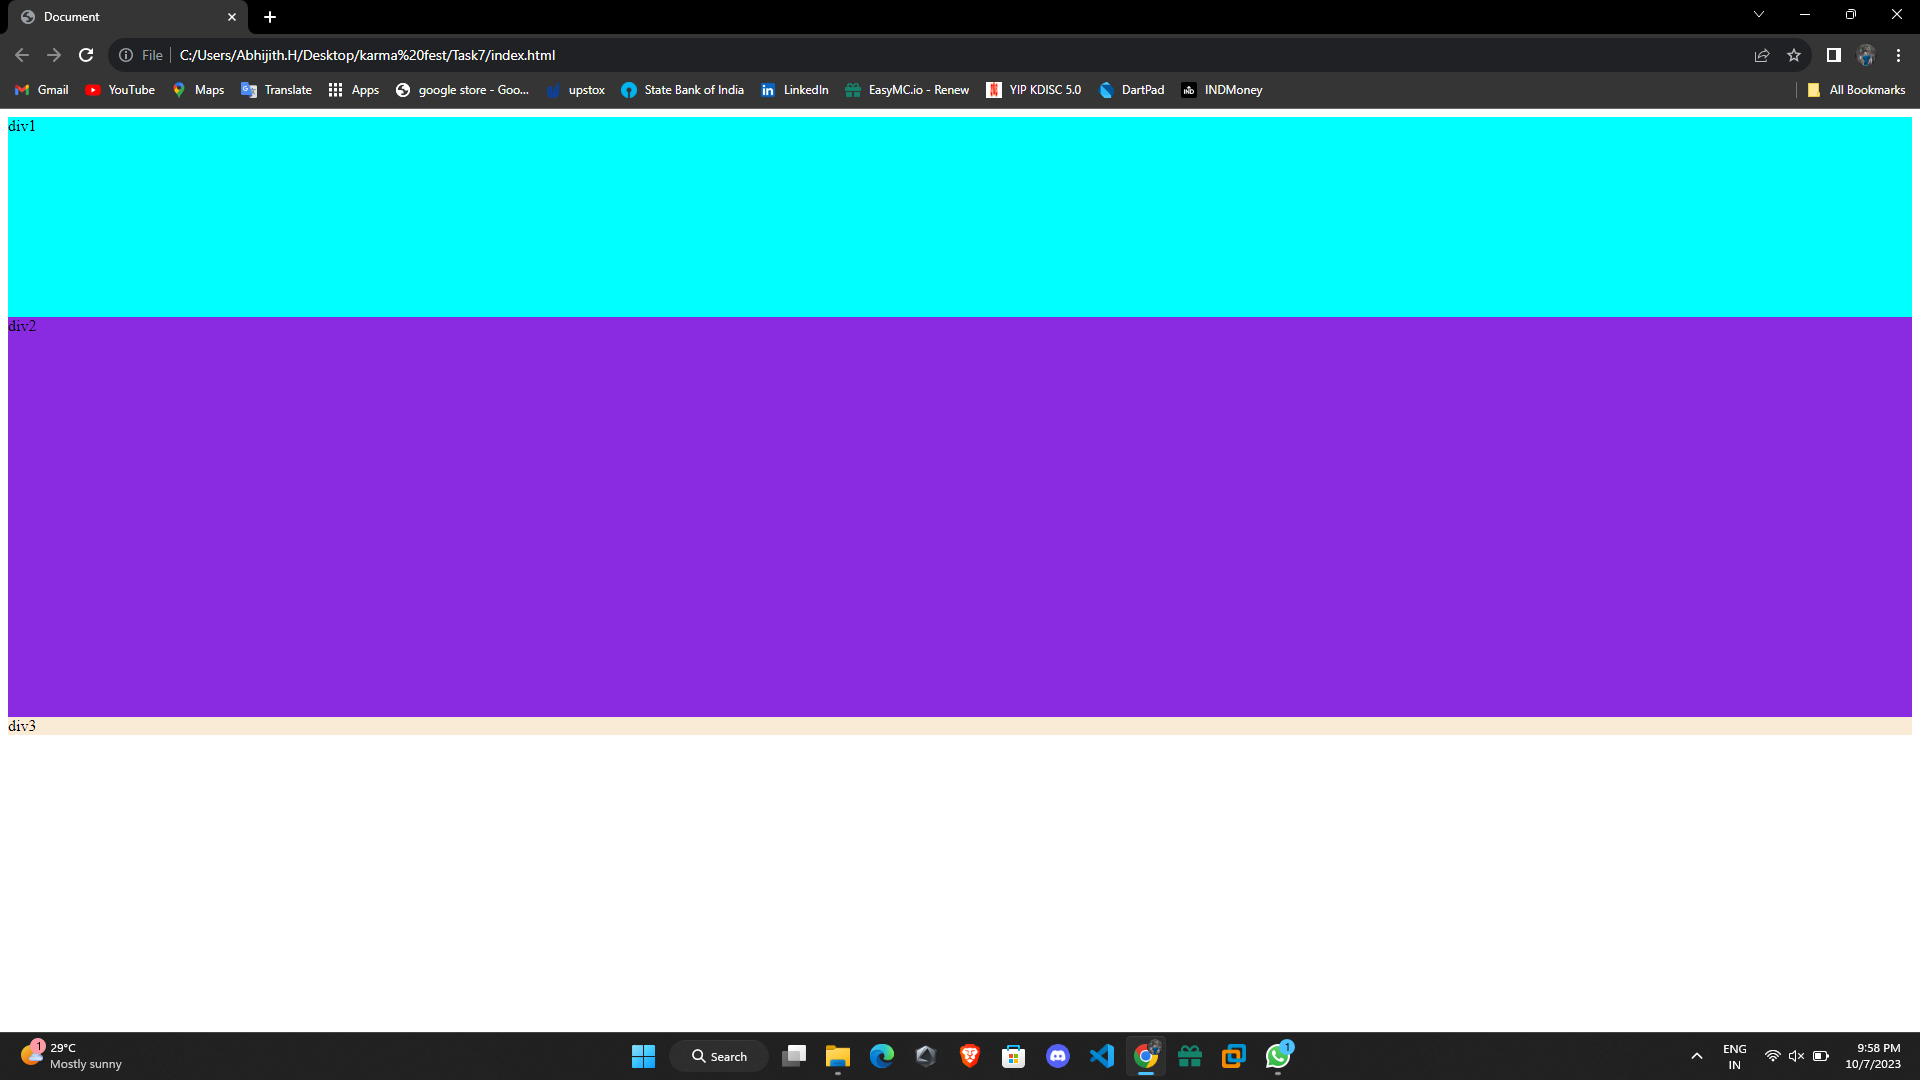 Document
File
C:/Users/Abhijith.H/Desktop/karma%20fest/Task7/index.html
Gmail YouTube Maps Translate Apps google store - Goo... upstox State Bank of India LinkedIn EasyMC.io - Renew YIP KDISC 5.0 DartPad INDMoney All Bookmarks
div1
div2
div3
1
29°C
Mostly sunny
Search
1
ENG
IN
9:58 PM
10/7/2023